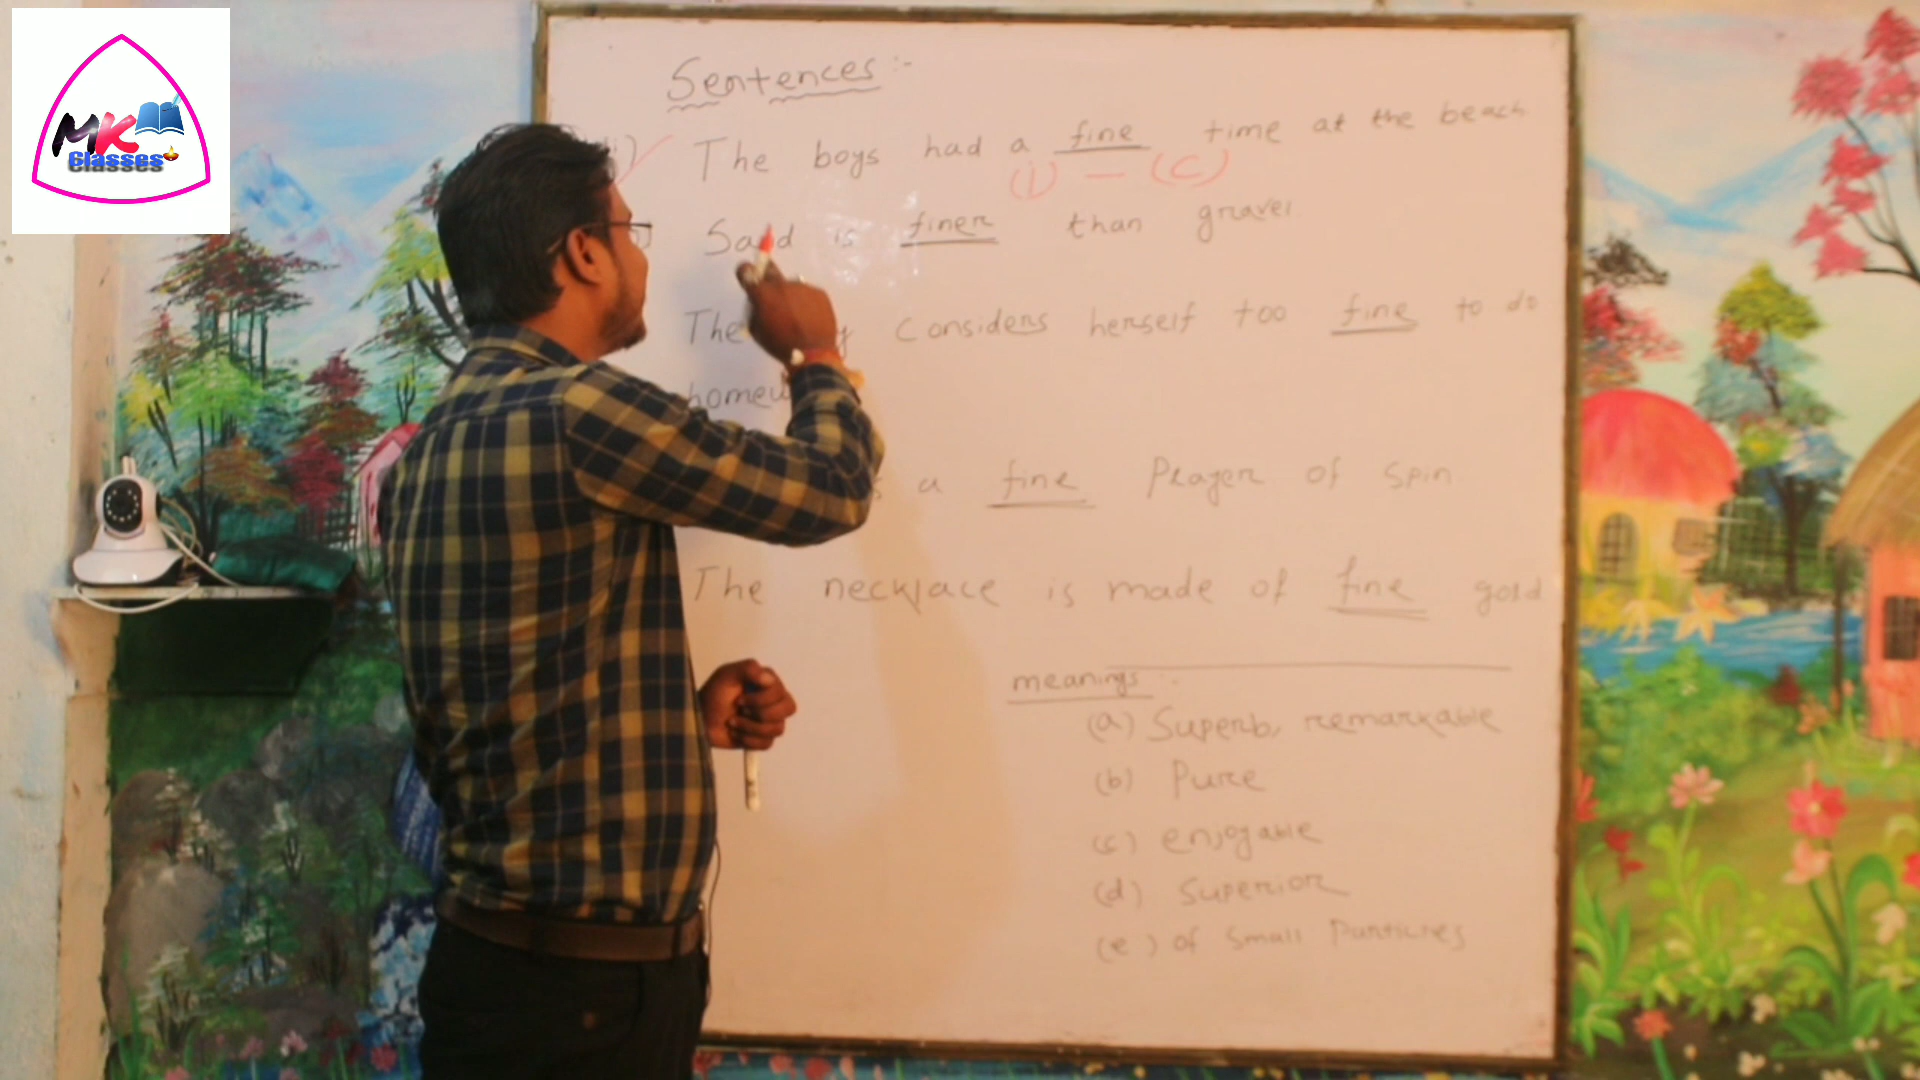 MK
Classes
Sentences :-
i) The boys had a fine time at the beach
(i) — (c)
Sand is finer than gravel
The considers herself too fine to do
homew
a fine Prayer of spin
The necklace is made of fine gold
meanings :-
(a) Superb, remarkable
(b) Pure
(c) enjoyable
(d) Superior
(e) of small Particles